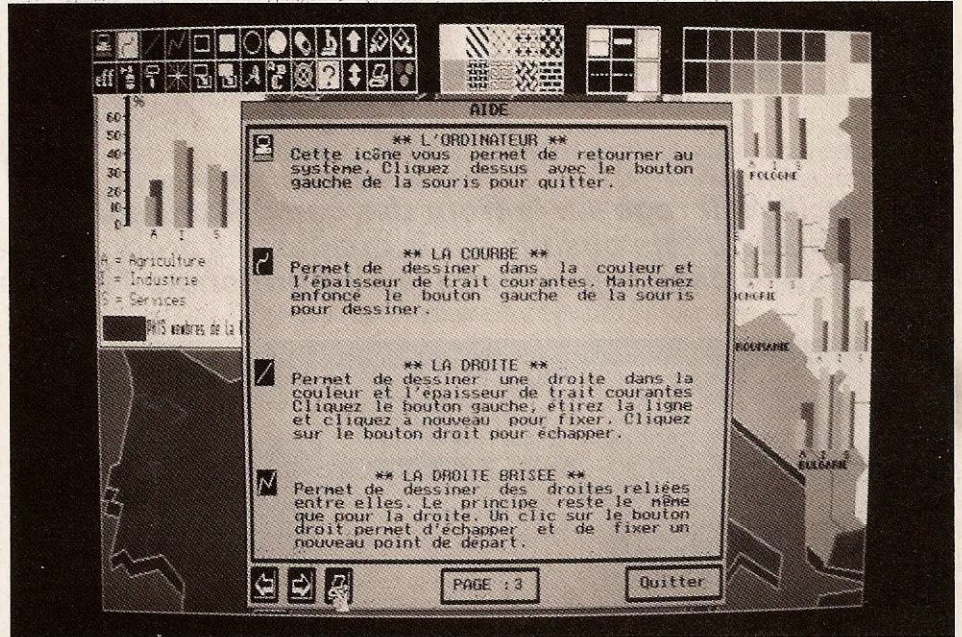 eff
?
%
60
50
40
30
20
10
0
A I S
A = Agriculture
I = Industrie
S = Services
PAYS membres de la
AIDE
** L'ORDINATEUR **
Cette icône vous permet de retourner au
système. Cliquez dessus avec le bouton
gauche de la souris pour quitter.
** LA COURBE **
Permet de dessiner dans la couleur et
l'épaisseur de trait courantes. Maintenez
enfoncé le bouton gauche de la souris
pour dessiner.
** LA DROITE **
Permet de dessiner une droite dans la
couleur et l'épaisseur de trait courantes
Cliquez le bouton gauche, étirez la ligne
et cliquez à nouveau pour fixer. Cliquez
sur le bouton droit pour échapper.
** LA DROITE BRISEE **
Permet de dessiner des droites reliées
entre elles. Le principe reste le même
que pour la droite. Un clic sur le bouton
droit permet d'échapper et de fixer un
nouveau point de départ.
PAGE :3
Quitter
A I S
POLOGNE
S
ONGRIE
A I S
ROUMANIE
A I S
BULGARIE